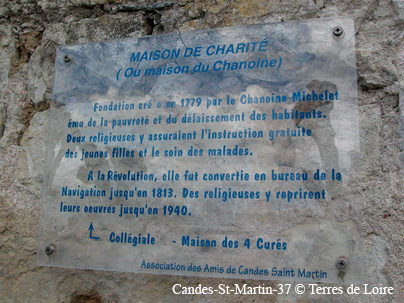 MAISON DE CHARITÉ
( Ou maison du Chanoine)
Fondation cré e en 1779 par le Chanoine Michelet
ému de la pauvreté et du délaissement des habitants.
Deux religieuses y assuraient l'instruction gratuite
des jeunes filles et le soin des malades.
A la Révolution, elle fut convertie en bureau de la
Navigation jusqu'en 1813. Des religieuses y reprirent
leurs oeuvres jusqu'en 1940.
Collégiale - Maison des 4 Curés
Association des Amis de Candes Saint Martin
Candes-St-Martin-37 © Terres de Loire